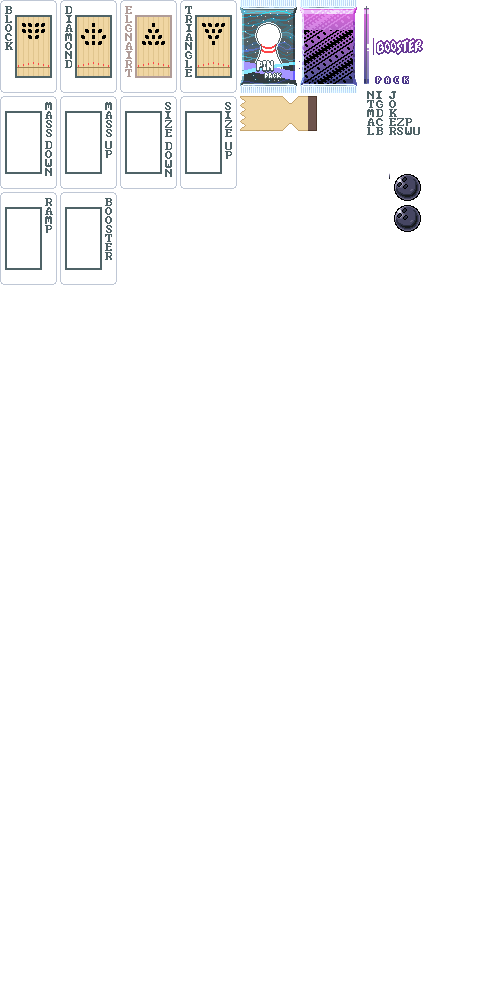 BLOCK
DIAMOND
ELGNAIRT
TRIANGLE
PIN
PACK
BOOSTER
PACK
NI J
TG O
MD K
AC EZP
LB RSWU
MASS DOWN
MASS UP
SIZE DOWN
SIZE UP
RAMP
BOOSTER